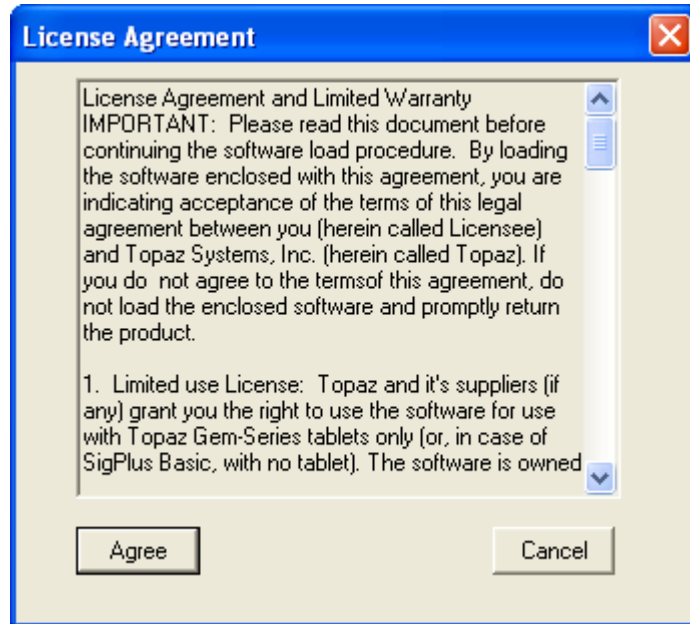 License Agreement
License Agreement and Limited Warranty
IMPORTANT:  Please read this document before
continuing the software load procedure.  By loading
the software enclosed with this agreement, you are
indicating acceptance of the terms of this legal
agreement between you (herein called Licensee)
and Topaz Systems, Inc. (herein called Topaz). If
you do  not agree to the termsof this agreement, do
not load the enclosed software and promptly return
the product.
1.  Limited use License:  Topaz and it's suppliers (if
any) grant you the right to use the software for use
with Topaz Gem-Series tablets only (or, in case of
SigPlus Basic, with no tablet). The software is owned
Agree
Cancel